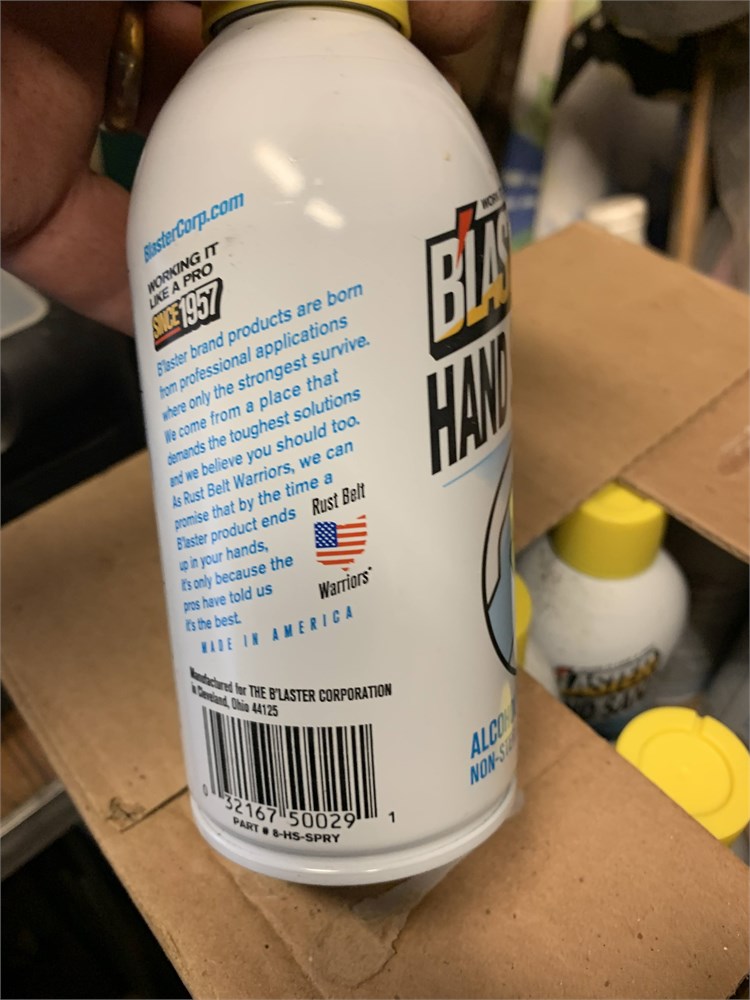 BlasterCorp.com
WORKING IT
LIKE A PRO
SINCE 1957
B'laster brand products are born
from professional applications
where only the strongest survive.
We come from a place that
demands the toughest solutions
and we believe you should too.
As Rust Belt Warriors, we can
promise that by the time a
B'laster product ends
up in your hands,
it's only because the
pros have told us
it's the best.
Rust Belt
Warriors
MADE IN AMERICA
Manufactured for THE B'LASTER CORPORATION
in Cleveland, Ohio 44125
0 32167 50029 1
PART # 8-HS-SPRY
B'LAS
HAND
ALCO
NON-S